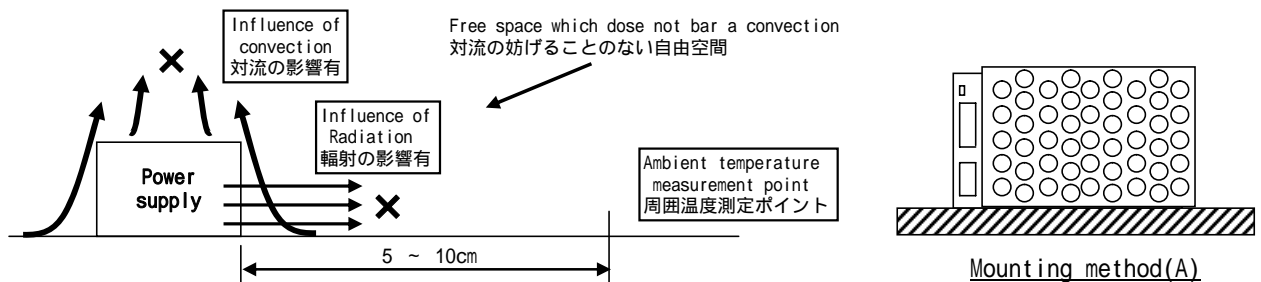 Influence of
convection
対流の影響有
Free space which dose not bar a convection
対流の妨げることのない自由空間
Influence of
Radiation
輻射の影響有
Power
supply
Ambient temperature
measurement point
周囲温度測定ポイント
5 ~ 10cm
Mounting method(A)